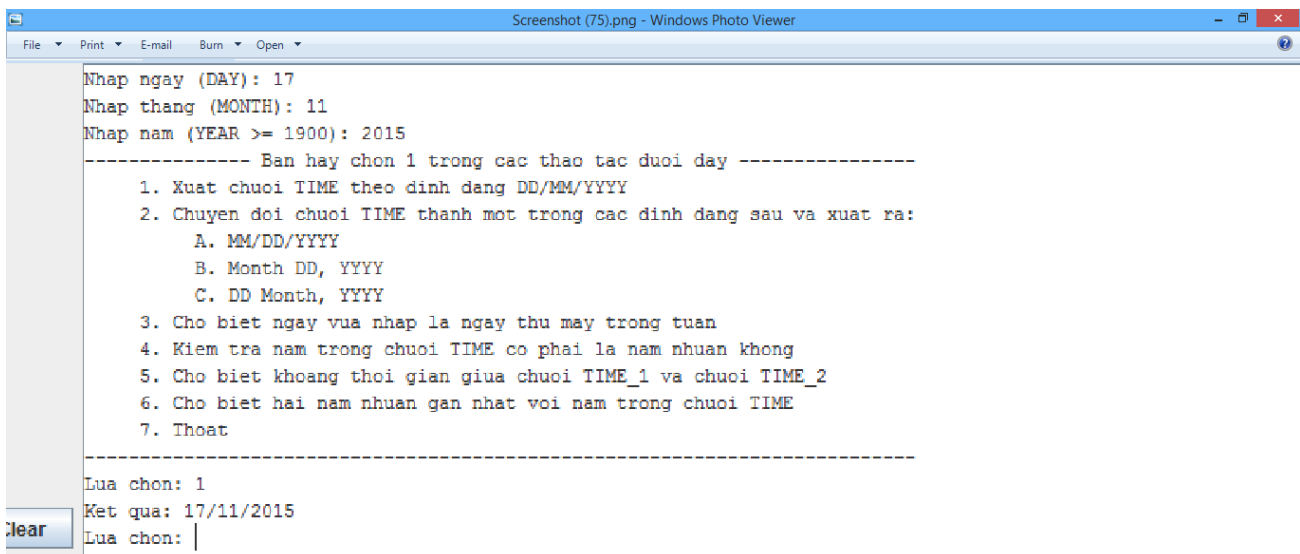 Screenshot (75).png - Windows Photo Viewer
File Print E-mail Burn Open
Nhap ngay (DAY): 17
Nhap thang (MONTH): 11
Nhap nam (YEAR >= 1900): 2015
--------------- Ban hay chon 1 trong cac thao tac duoi day ----------------
1. Xuat chuoi TIME theo dinh dang DD/MM/YYYY
2. Chuyen doi chuoi TIME thanh mot trong cac dinh dang sau va xuat ra:
A. MM/DD/YYYY
B. Month DD, YYYY
C. DD Month, YYYY
3. Cho biet ngay vua nhap la ngay thu may trong tuan
4. Kiem tra nam trong chuoi TIME co phai la nam nhuan khong
5. Cho biet khoang thoi gian giua chuoi TIME_1 va chuoi TIME_2
6. Cho biet hai nam nhuan gan nhat voi nam trong chuoi TIME
7. Thoat
---------------------------------------------------------------------------
Lua chon: 1
Ket qua: 17/11/2015
Lua chon:
Clear